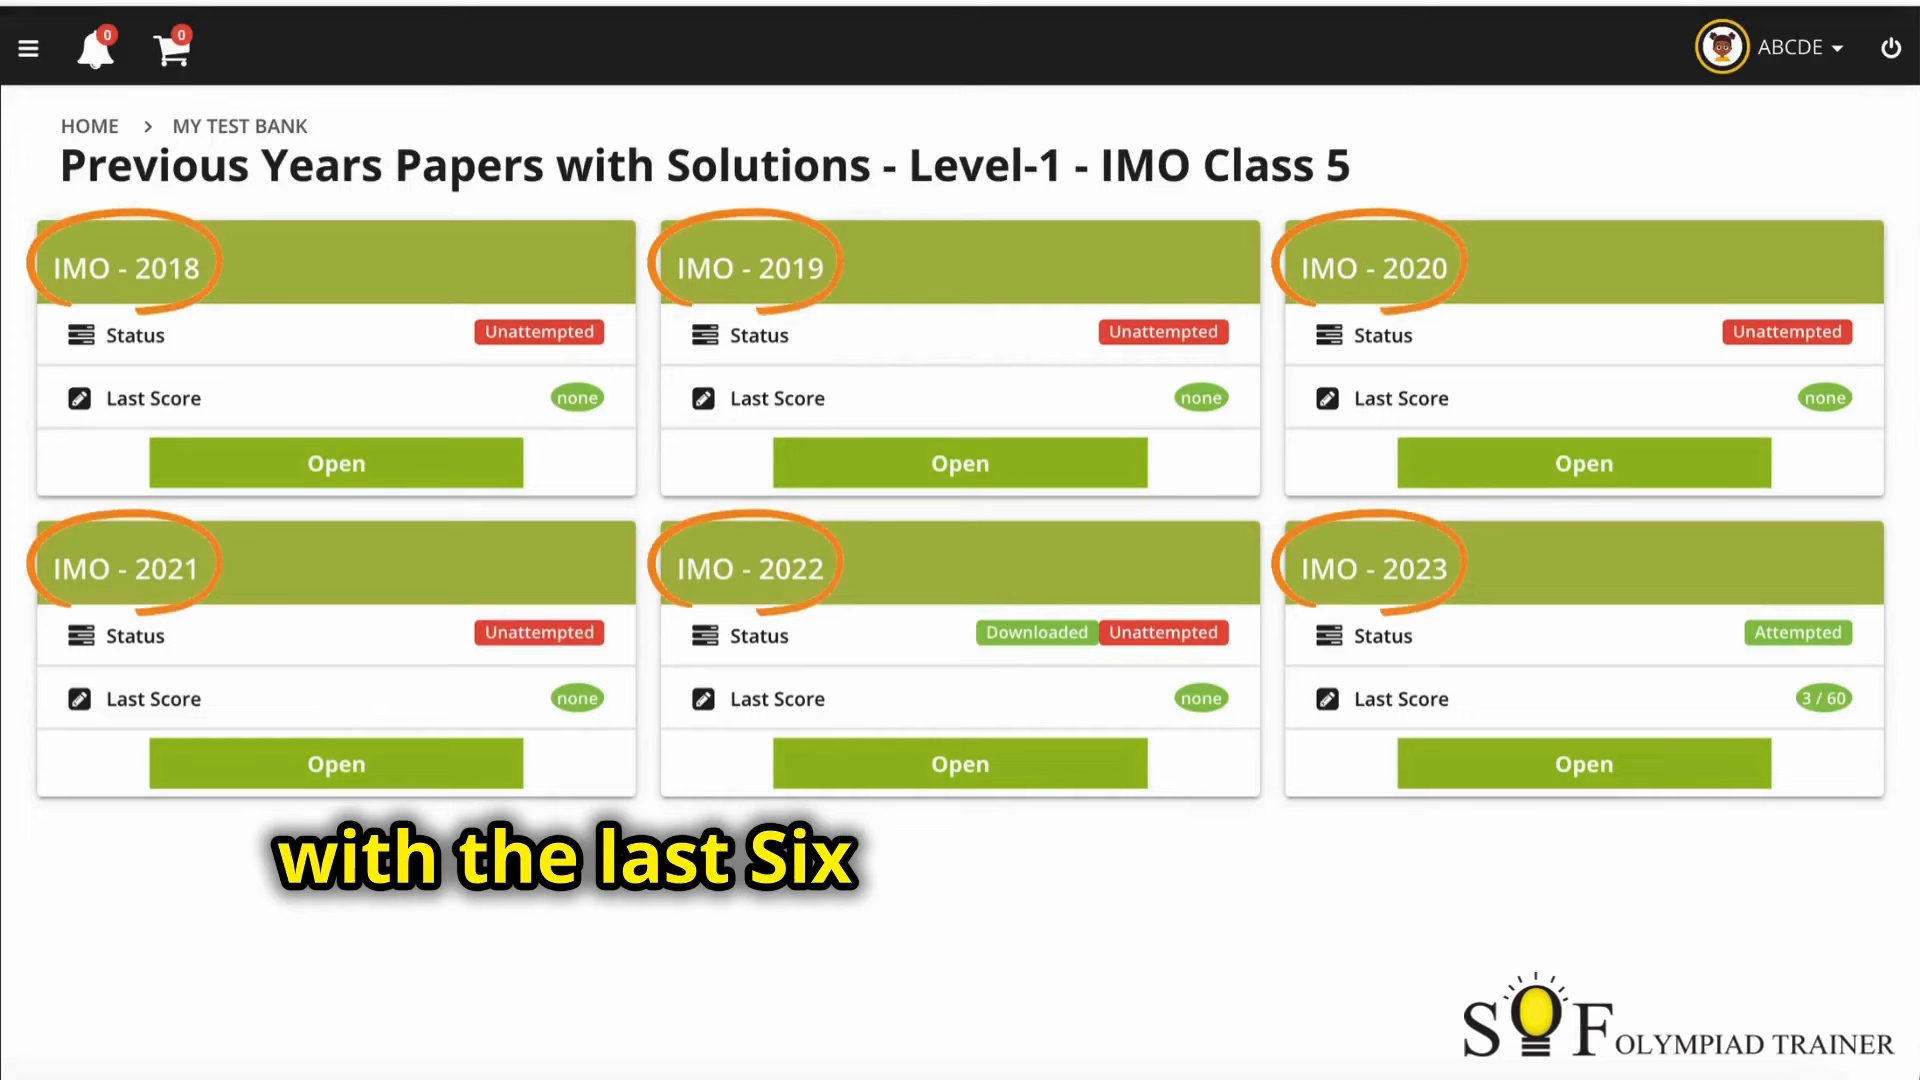 0 0 ABCDE
HOME > MY TEST BANK
Previous Years Papers with Solutions - Level-1 - IMO Class 5
IMO - 2018
Status Unattempted
Last Score none
Open
IMO - 2019
Status Unattempted
Last Score none
Open
IMO - 2020
Status Unattempted
Last Score none
Open
IMO - 2021
Status Unattempted
Last Score none
Open
IMO - 2022
Status Downloaded Unattempted
Last Score none
Open
IMO - 2023
Status Attempted
Last Score 3 / 60
Open
with the last Six
SOF OLYMPIAD TRAINER